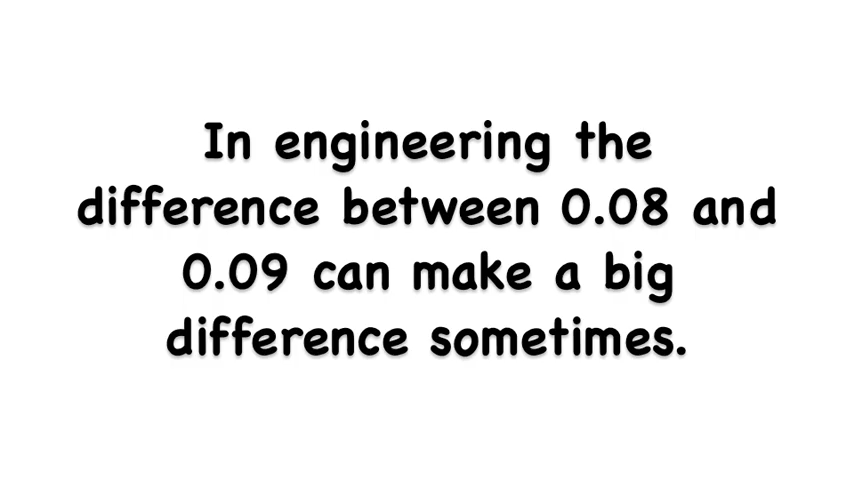 In engineering the
difference between 0.08 and
0.09 can make a big
difference sometimes.